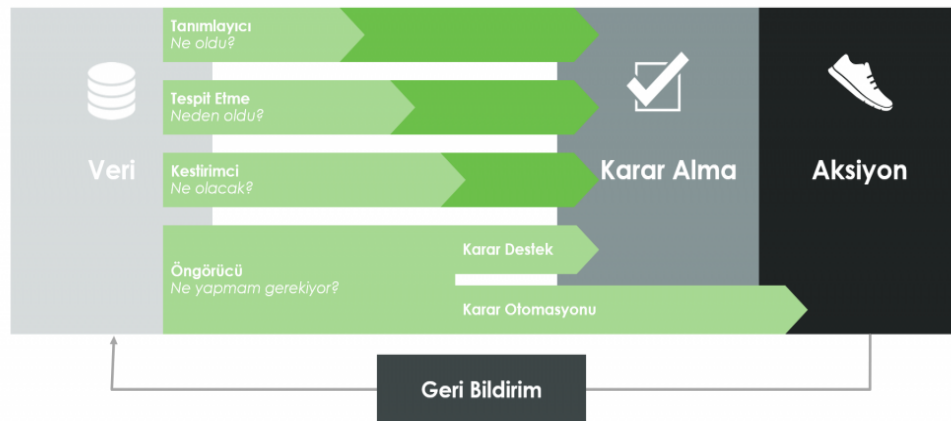 Tanımlayıcı
Ne oldu?
Tespit Etme
Neden oldu?
Veri
Kestirimci
Ne olacak?
Karar Alma
Aksiyon
Karar Destek
Öngörücü
Ne yapmam gerekiyor?
Karar Otomasyonu
Geri Bildirim